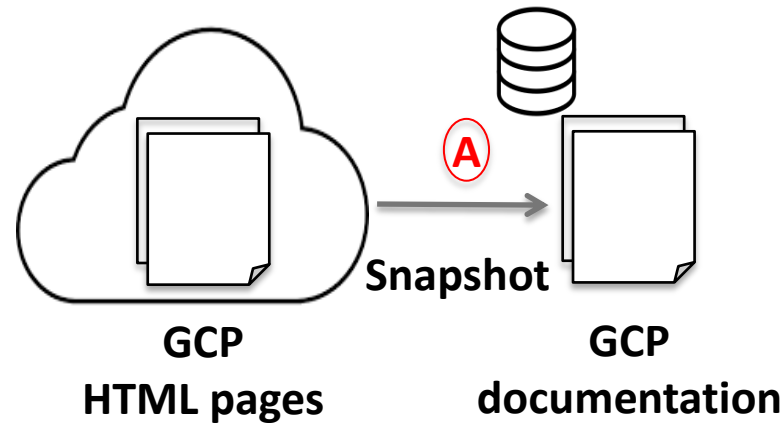 A
Snapshot
GCP
HTML pages
GCP
documentation